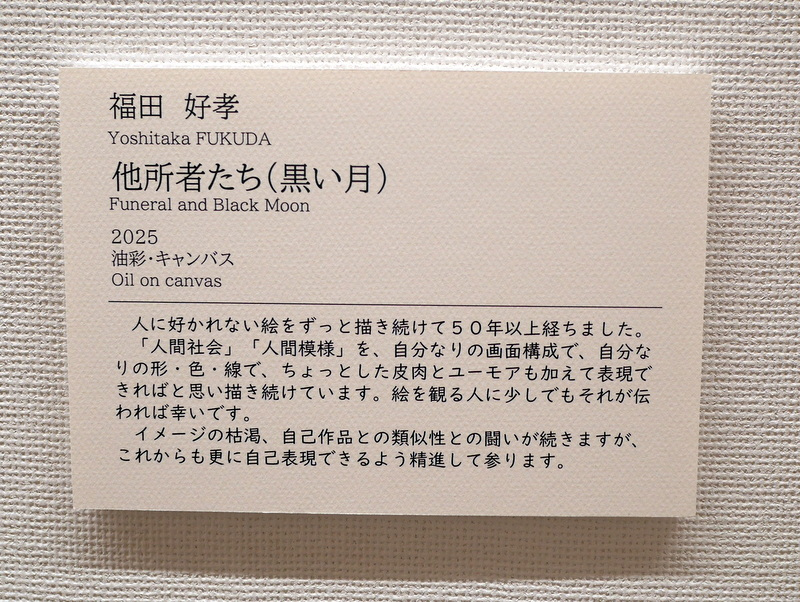 福田　好孝
Yoshitaka FUKUDA
他所者たち(黒い月)
Funeral and Black Moon
2025
油彩・キャンバス
Oil on canvas
人に好かれない絵をずっと描き続けて５０年以上経ちました。
「人間社会」「人間模様」を、自分なりの画面構成で、自分な
りの形・色・線で、ちょっとした皮肉とユーモアも加えて表現で
きればと思い描き続けています。絵を観る人に少しでもそれが伝
われば幸いです。
イメージの枯渇、自己作品との類似性との闘いが続きますが、
これからも更に自己表現できるよう精進して参ります。